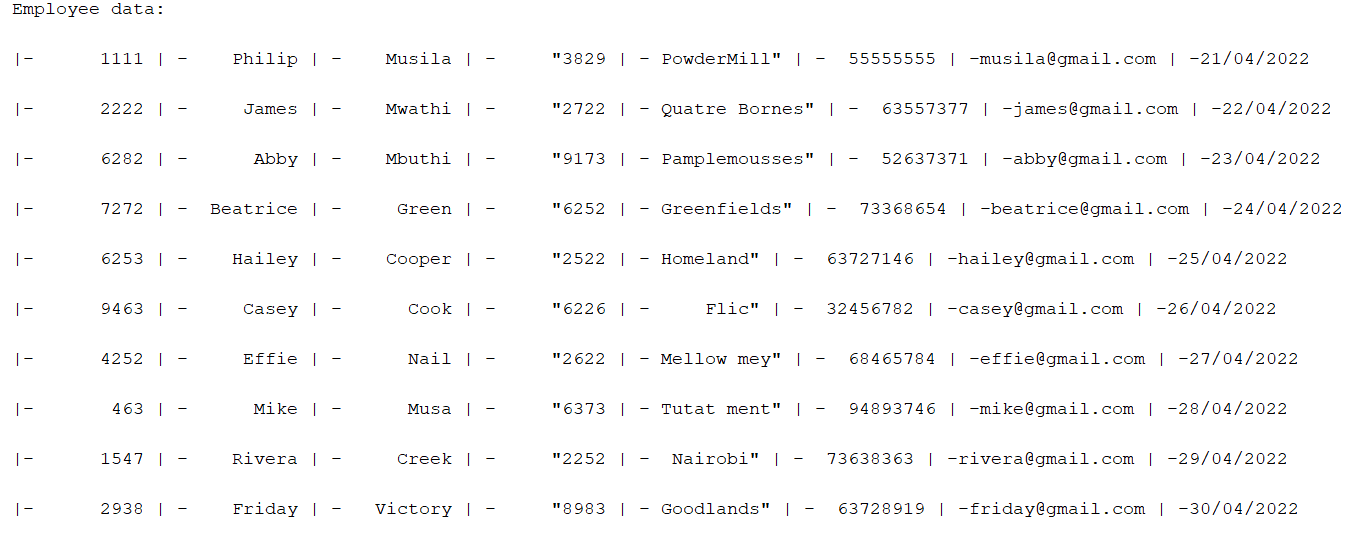 Employee data:
|- 1111 | - Philip | - Musila | - "3829 | - PowderMill" | - 55555555 | -musila@gmail.com | -21/04/2022
|- 2222 | - James | - Mwathi | - "2722 | - Quatre Bornes" | - 63557377 | -james@gmail.com | -22/04/2022
|- 6282 | - Abby | - Mbuthi | - "9173 | - Pamplemousses" | - 52637371 | -abby@gmail.com | -23/04/2022
|- 7272 | - Beatrice | - Green | - "6252 | - Greenfields" | - 73368654 | -beatrice@gmail.com | -24/04/2022
|- 6253 | - Hailey | - Cooper | - "2522 | - Homeland" | - 63727146 | -hailey@gmail.com | -25/04/2022
|- 9463 | - Casey | - Cook | - "6226 | - Flic" | - 32456782 | -casey@gmail.com | -26/04/2022
|- 4252 | - Effie | - Nail | - "2622 | - Mellow mey" | - 68465784 | -effie@gmail.com | -27/04/2022
|- 463 | - Mike | - Musa | - "6373 | - Tutat ment" | - 94893746 | -mike@gmail.com | -28/04/2022
|- 1547 | - Rivera | - Creek | - "2252 | - Nairobi" | - 73638363 | -rivera@gmail.com | -29/04/2022
|- 2938 | - Friday | - Victory | - "8983 | - Goodlands" | - 63728919 | -friday@gmail.com | -30/04/2022